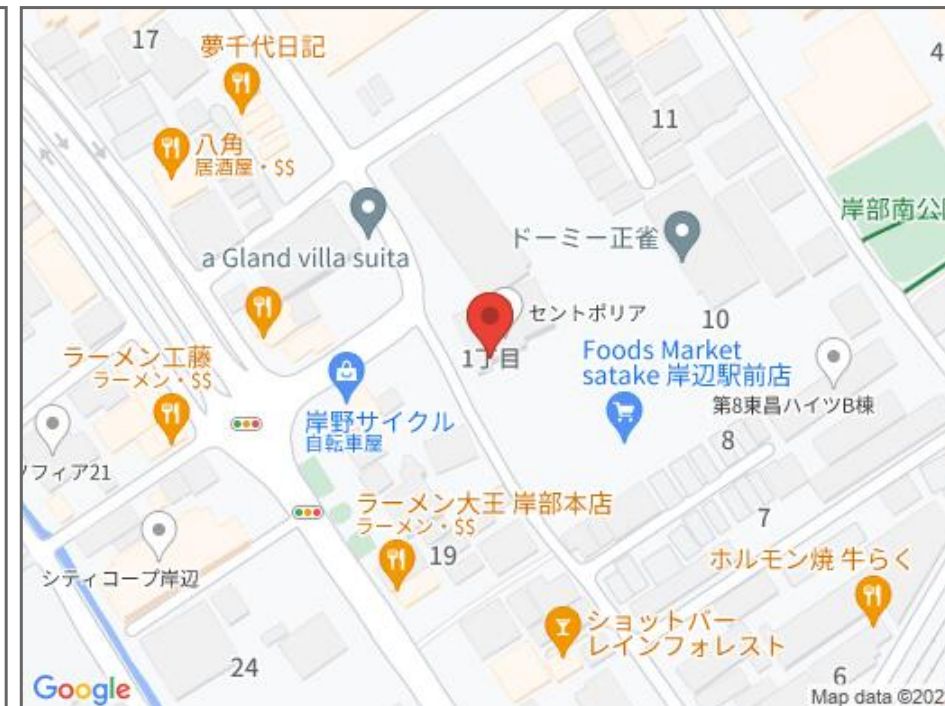 17
夢千代日記
八角
居酒屋・$$
11
4
岸部南公
a Gland villa suita
ドーミー正雀
セントポリア
10
1丁目
Foods Market
satake 岸辺駅前店
ラーメン工藤
ラーメン・$$
岸野サイクル
自転車屋
第8東昌ハイツB棟
8
フィア21
ラーメン大王 岸部本店
ラーメン・$$
7
19
シティコープ岸辺
ホルモン焼 牛らく
ショットバー
レインフォレスト
24
6
Google
Map data ©202